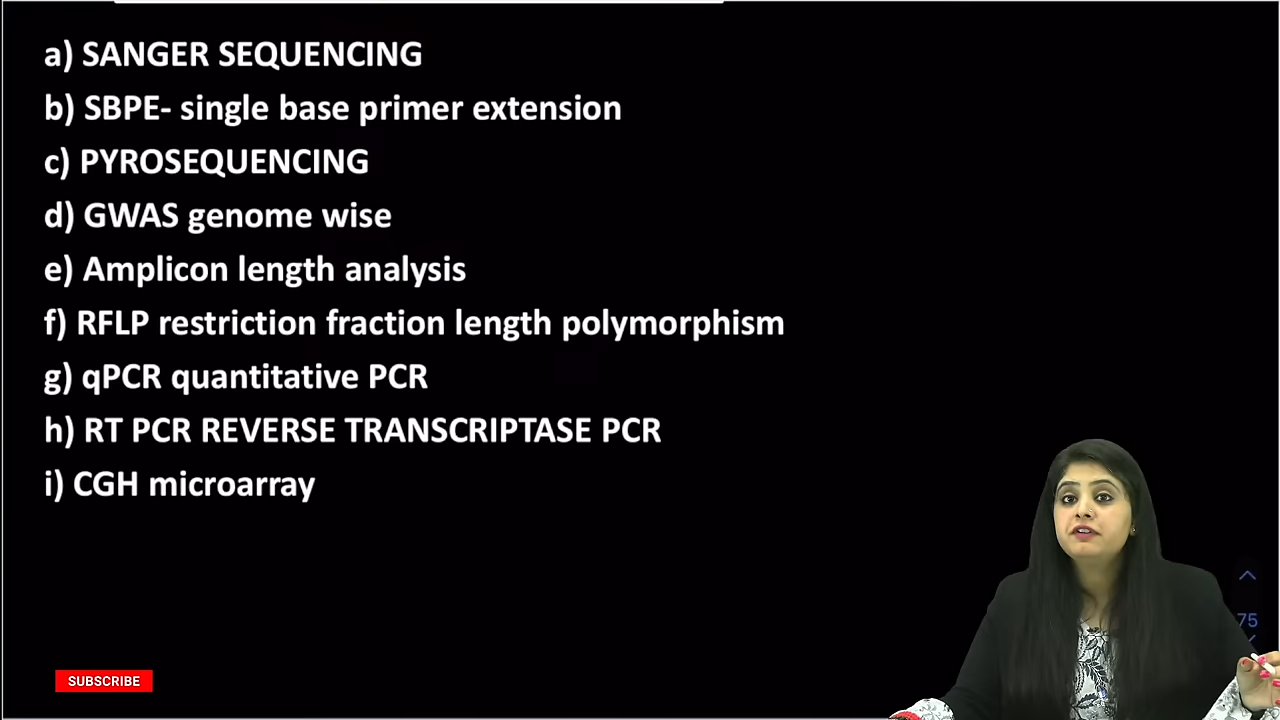 a) SANGER SEQUENCING
b) SBPE- single base primer extension
c) PYROSEQUENCING
d) GWAS genome wise
e) Amplicon length analysis
f) RFLP restriction fraction length polymorphism
g) qPCR quantitative PCR
h) RT PCR REVERSE TRANSCRIPTASE PCR
i) CGH microarray
75
SUBSCRIBE